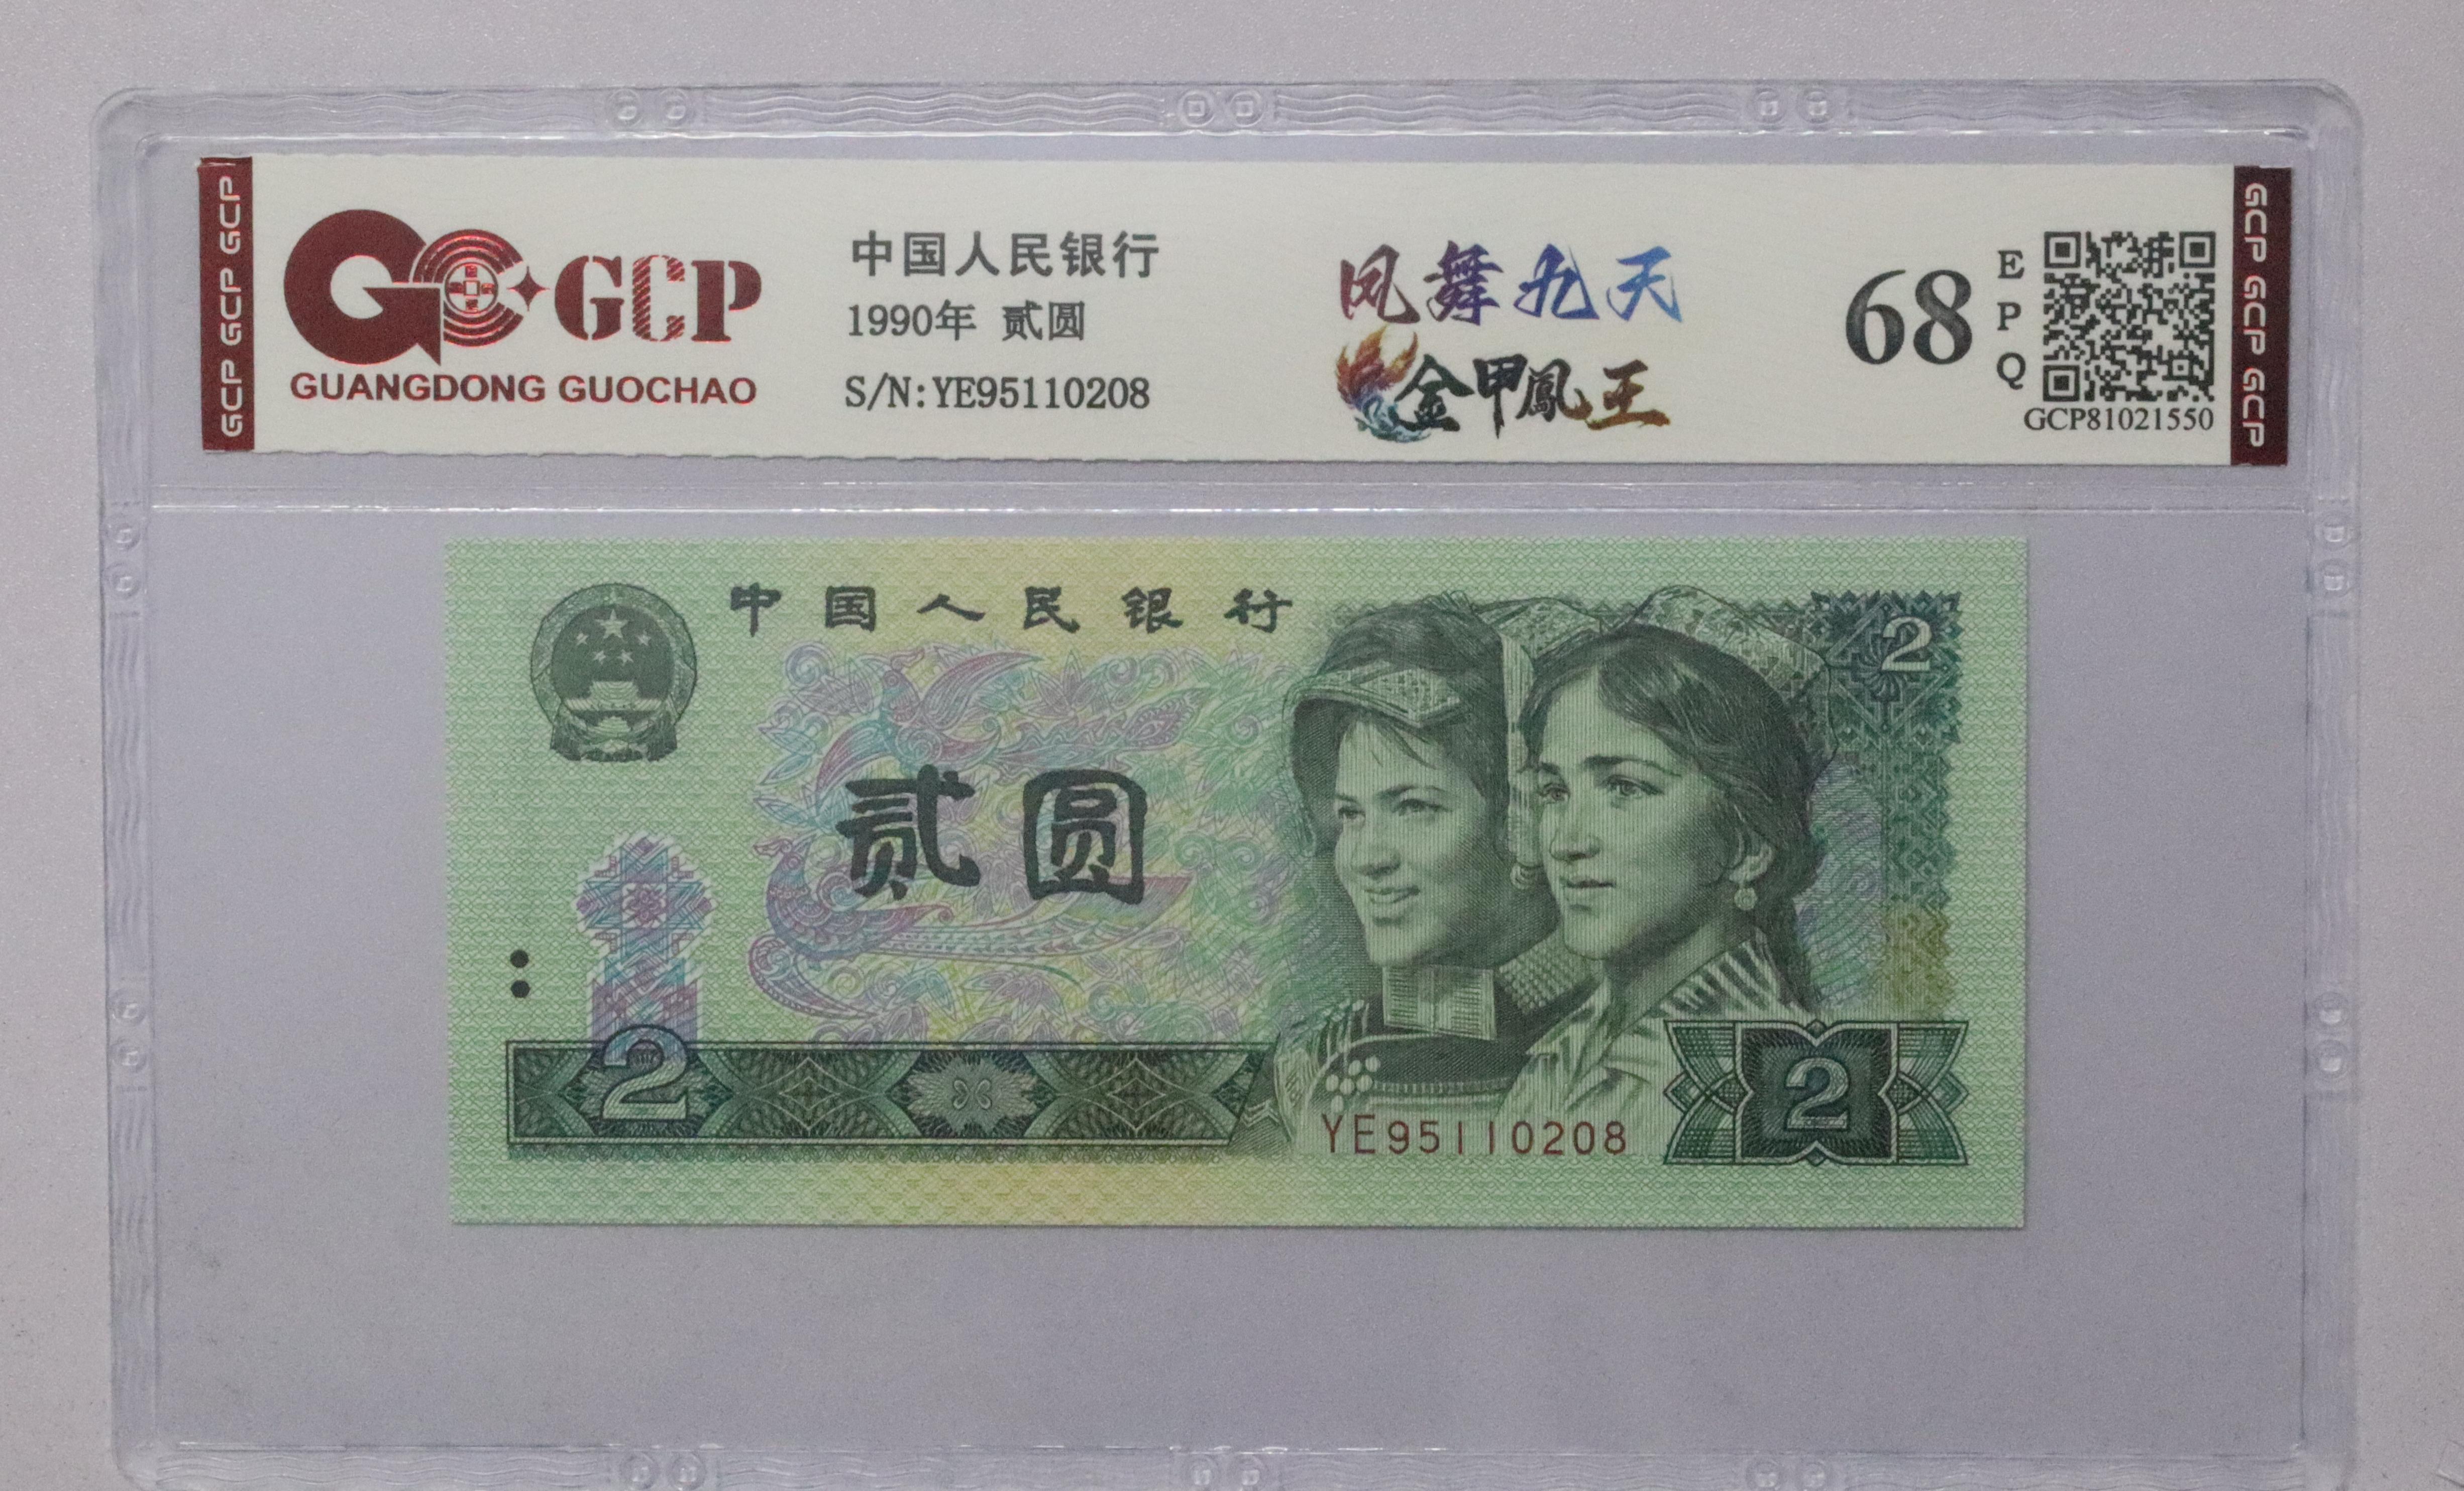 GCP GCP GCP
GCP
GUANGDONG GUOCHAO
中国人民银行
1990年 贰圆
S/N:YE95110208
凤舞九天
金甲鳳王
68
EPQ
GCP81021550
GCP GCP GCP
中国人民银行
2
贰圆
2
2
YE95110208